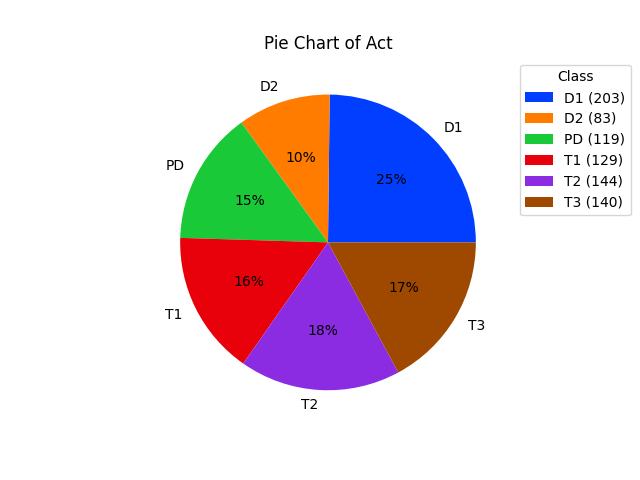 Pie Chart of Act
Class
D1 (203)
D2 (83)
PD (119)
T1 (129)
T2 (144)
T3 (140)
D2
D1
10%
25%
PD
15%
16%
17%
T1
18%
T3
T2